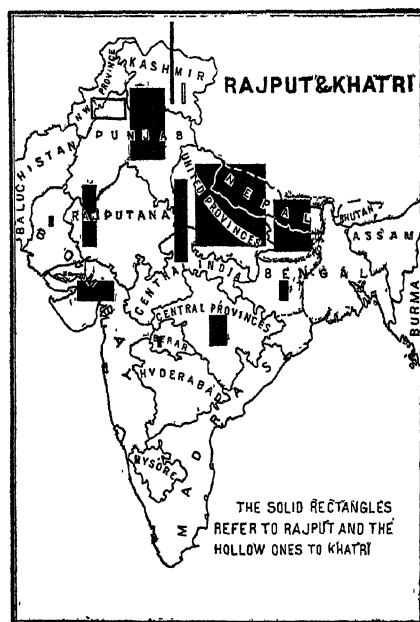 RAJPUT & KHATRI
KASHMIR
N.W. PROVINCE
PUNJAB
BALUCHISTAN
UNITED PROVINCES
NEPAL
BHUTAN
ASSAM
RAJPUTANA
CENTRAL INDIA
BENGAL
BURMA
CENTRAL PROVINCES
BERAR
HYDERABAD
MADRAS
MYSORE
THE SOLID RECTANGLES
REFER TO RAJPUT AND THE
HOLLOW ONES TO KHATRI